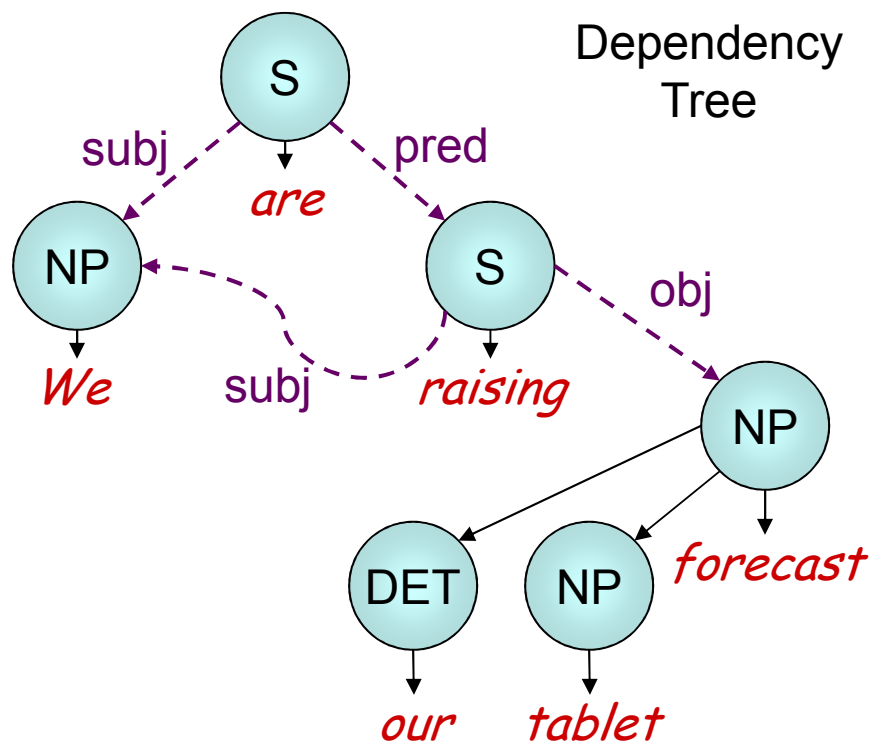 Dependency
Tree
S
subj
pred
are
NP
S
obj
We
subj
raising
NP
DET
NP
forecast
our
tablet